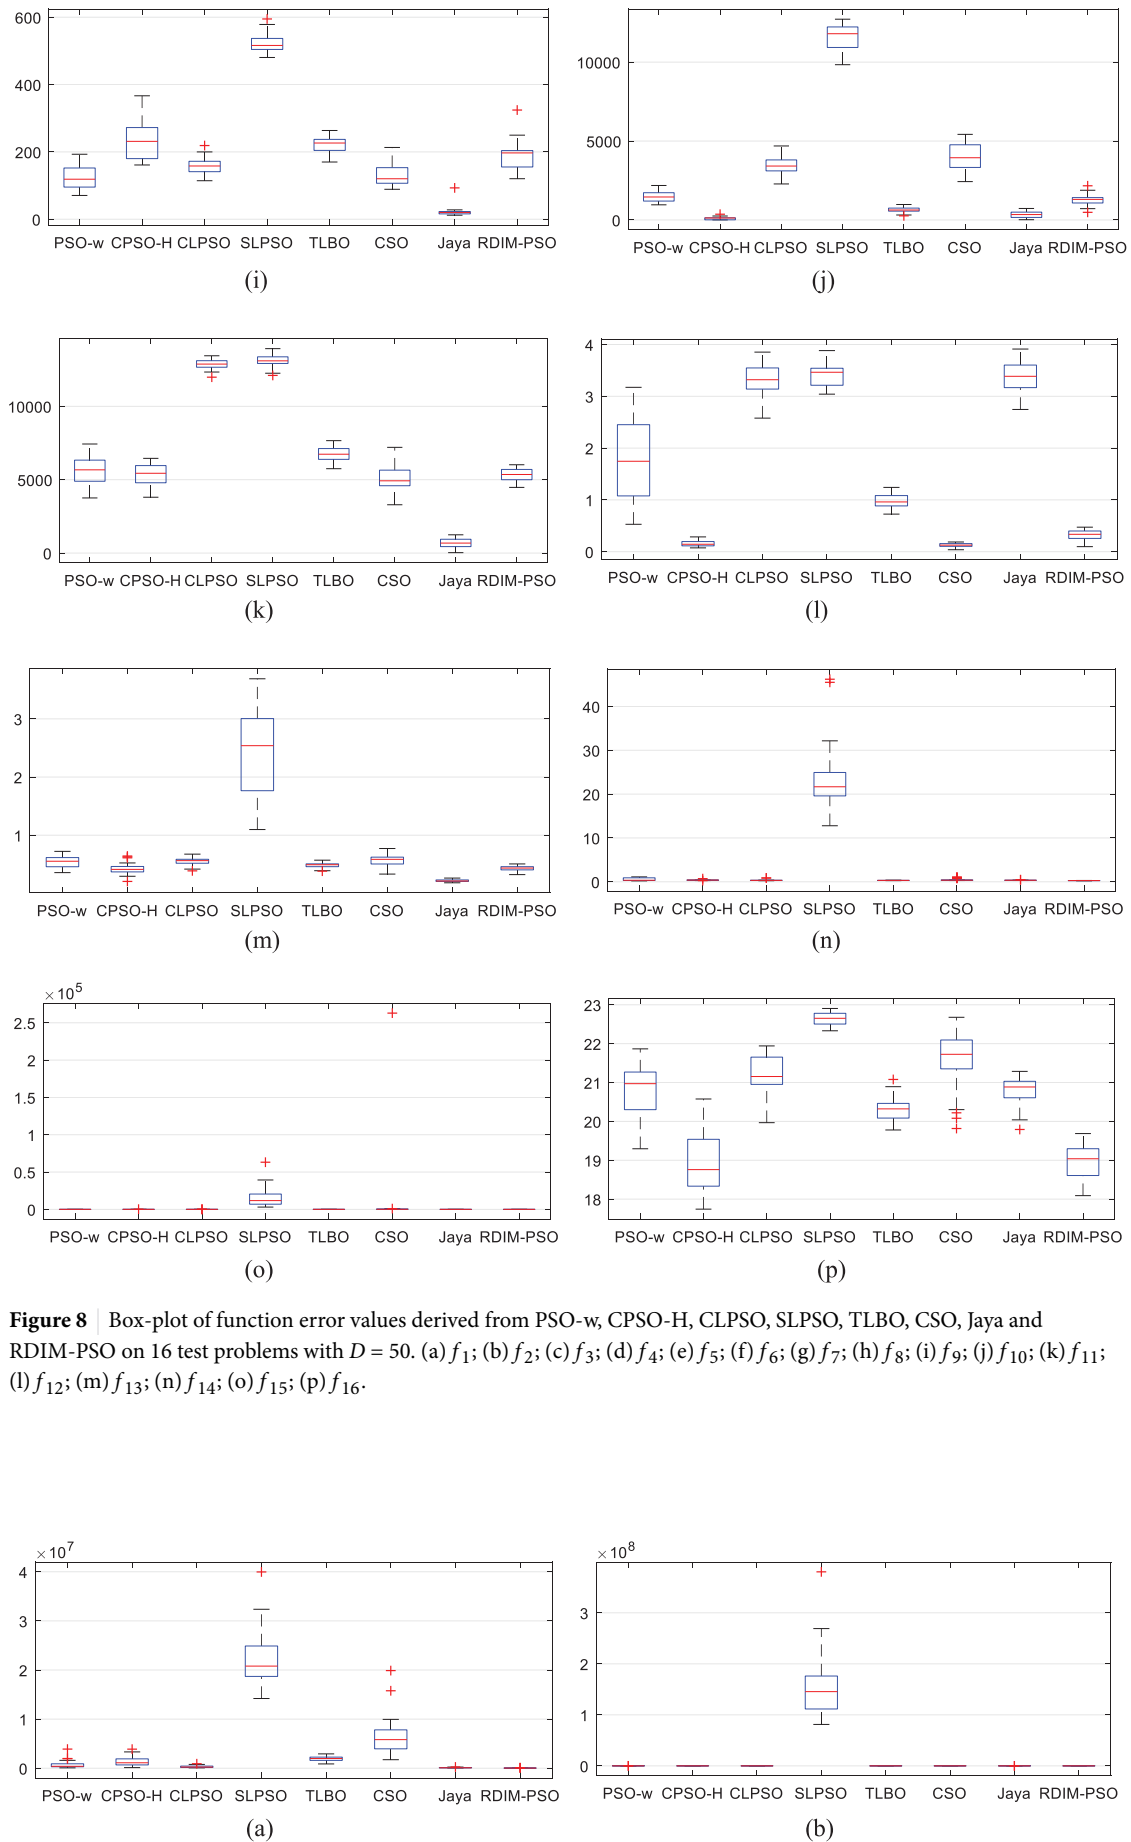 600
400
200
0
PSO-w CPSO-H CLPSO SLPSO TLBO CSO Jaya RDIM-PSO
(i)
10000
5000
0
PSO-w CPSO-H CLPSO SLPSO TLBO CSO Jaya RDIM-PSO
(j)
10000
5000
0
PSO-w CPSO-H CLPSO SLPSO TLBO CSO Jaya RDIM-PSO
(k)
4
3
2
1
0
PSO-w CPSO-H CLPSO SLPSO TLBO CSO Jaya RDIM-PSO
(l)
3
2
1
PSO-w CPSO-H CLPSO SLPSO TLBO CSO Jaya RDIM-PSO
(m)
40
30
20
10
0
PSO-w CPSO-H CLPSO SLPSO TLBO CSO Jaya RDIM-PSO
(n)
×10^5
2.5
2
1.5
1
0.5
0
PSO-w CPSO-H CLPSO SLPSO TLBO CSO Jaya RDIM-PSO
(o)
23
22
21
20
19
18
PSO-w CPSO-H CLPSO SLPSO TLBO CSO Jaya RDIM-PSO
(p)
Figure 8 | Box-plot of function error values derived from PSO-w, CPSO-H, CLPSO, SLPSO, TLBO, CSO, Jaya and
RDIM-PSO on 16 test problems with D = 50. (a) f1; (b) f2; (c) f3; (d) f4; (e) f5; (f) f6; (g) f7; (h) f8; (i) f9; (j) f10; (k) f11;
(l) f12; (m) f13; (n) f14; (o) f15; (p) f16.
×10^7
4
3
2
1
0
PSO-w CPSO-H CLPSO SLPSO TLBO CSO Jaya RDIM-PSO
(a)
×10^8
3
2
1
0
PSO-w CPSO-H CLPSO SLPSO TLBO CSO Jaya RDIM-PSO
(b)